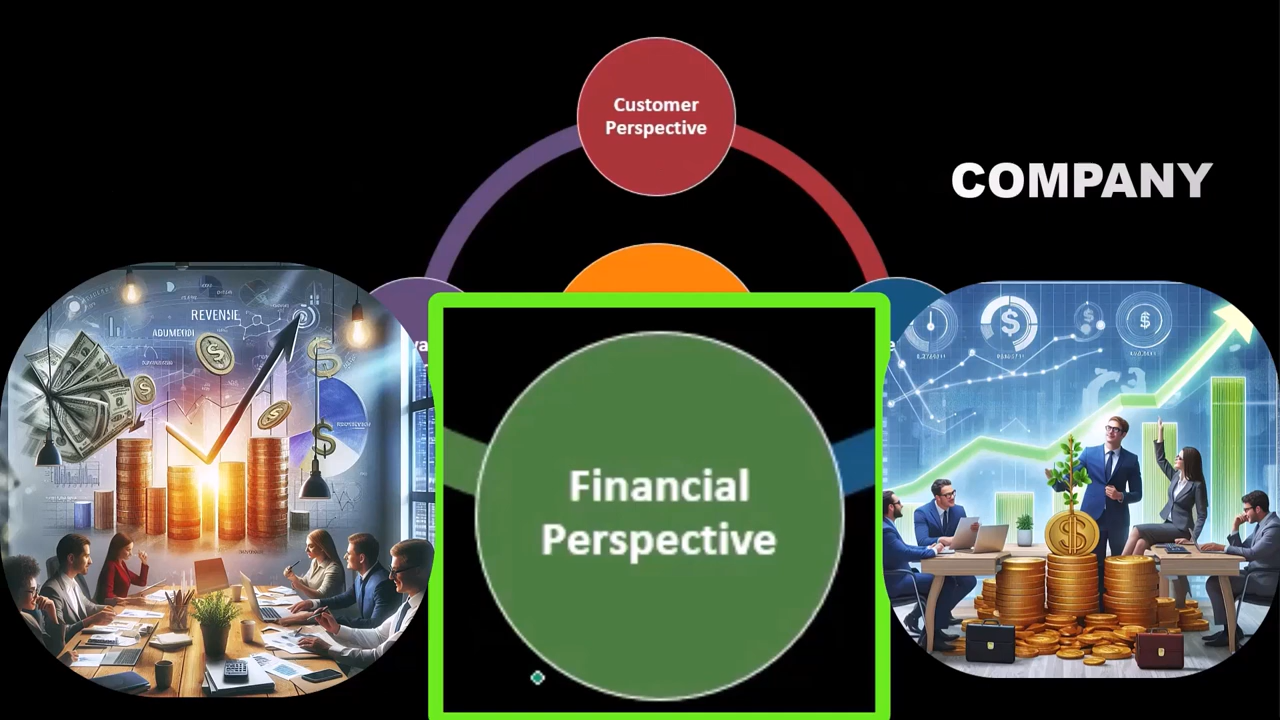 Customer
Perspective
COMPANY
REVENUE
Financial
Perspective